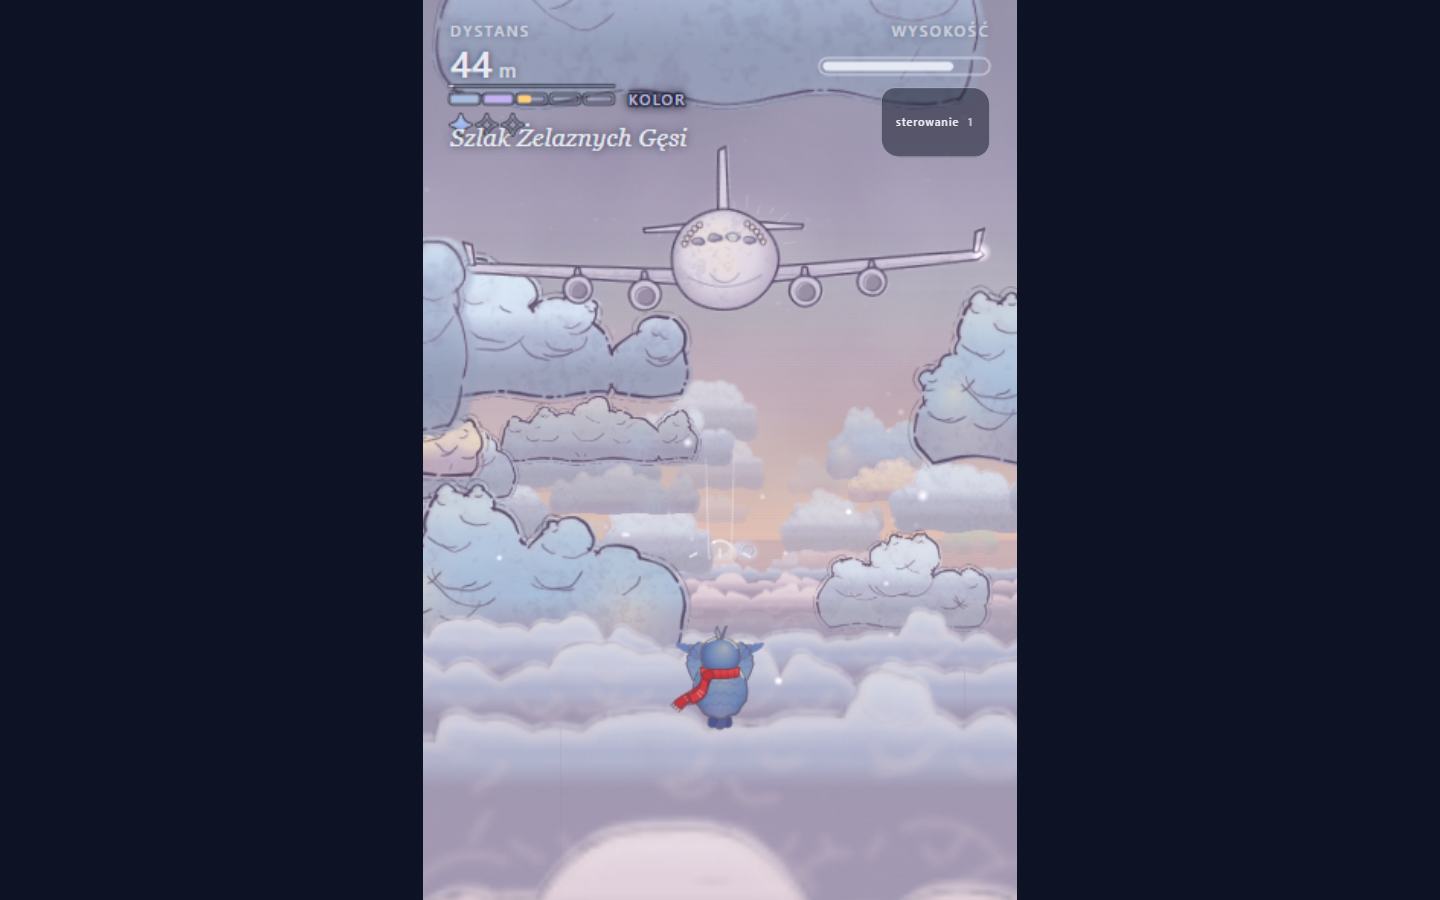 DYSTANS
WYSOKOŚĆ
44 m
KOLOR
sterowanie 1
Szlak Żelaznych Gęsi